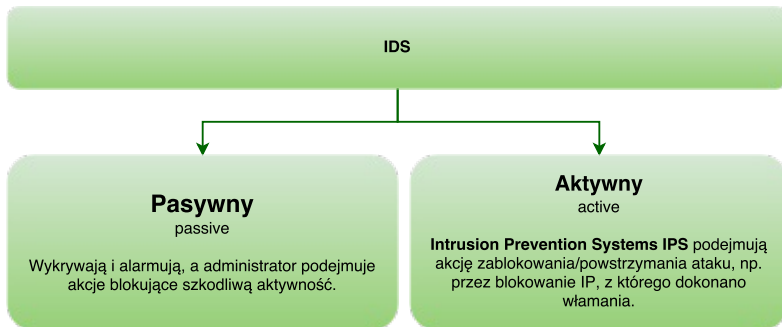 IDS
Pasywny
passive
Wykrywają i alarmują, a administrator podejmuje
akcje blokujące szkodliwą aktywność.
Aktywny
active
Intrusion Prevention Systems IPS podejmują
akcję zablokowania/powstrzymania ataku, np.
przez blokowanie IP, z którego dokonano
włamania.